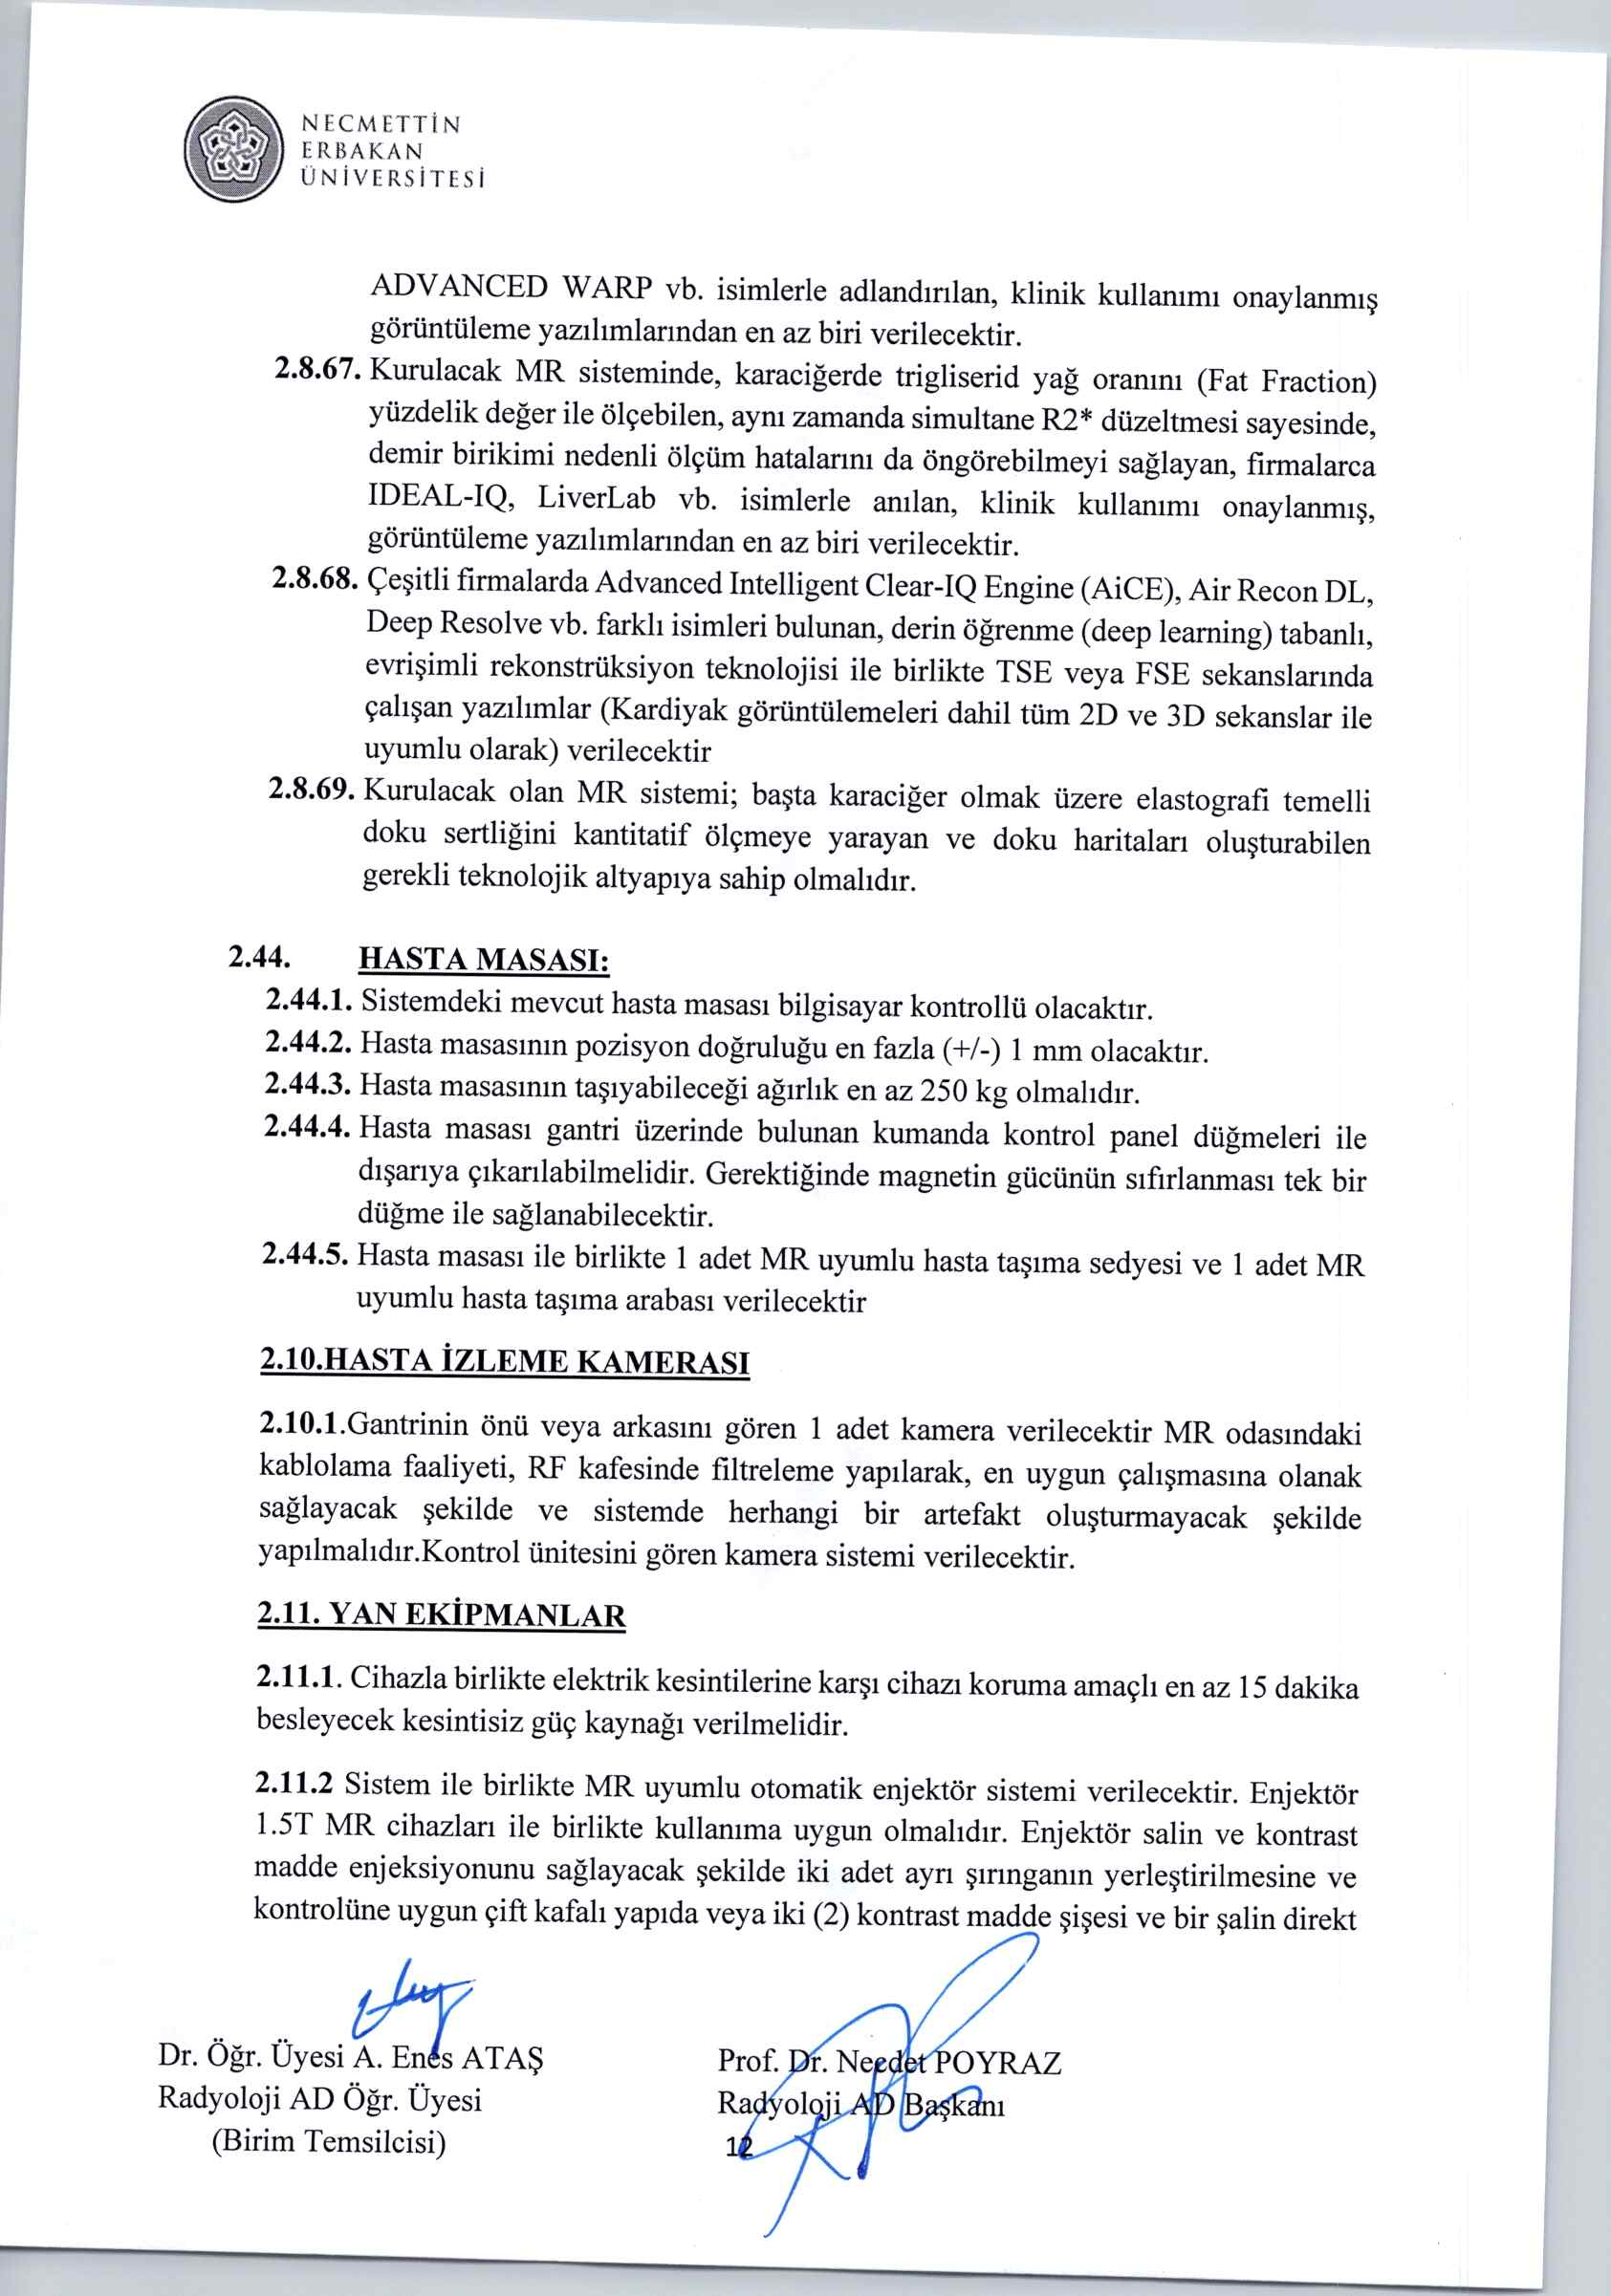 NECMETTİN
ERBAKAN
ÜNİVERSİTESİ
ADVANCED WARP vb. isimlerle adlandırılan, klinik kullanımı onaylanmış
görüntüleme yazılımlarından en az biri verilecektir.
2.8.67. Kurulacak MR sisteminde, karaciğerde trigliserid yağ oranını (Fat Fraction)
yüzdelik değer ile ölçebilen, aynı zamanda simultane R2* düzeltmesi sayesinde,
demir birikimi nedenli ölçüm hatalarını da öngörebilmeyi sağlayan, firmalarca
IDEAL-IQ, LiverLab vb. isimlerle anılan, klinik kullanımı onaylanmış,
görüntüleme yazılımlarından en az biri verilecektir.
2.8.68. Çeşitli firmalarda Advanced Intelligent Clear-IQ Engine (AiCE), Air Recon DL,
Deep Resolve vb. farklı isimleri bulunan, derin öğrenme (deep learning) tabanlı,
evrişimli rekonstrüksiyon teknolojisi ile birlikte TSE veya FSE sekanslarında
çalışan yazılımlar (Kardiyak görüntülemeleri dahil tüm 2D ve 3D sekanslar ile
uyumlu olarak) verilecektir
2.8.69. Kurulacak olan MR sistemi; başta karaciğer olmak üzere elastografi temelli
doku sertliğini kantitatif ölçmeye yarayan ve doku haritaları oluşturabilen
gerekli teknolojik altyapıya sahip olmalıdır.
2.44. HASTA MASASI:
2.44.1. Sistemdeki mevcut hasta masası bilgisayar kontrollü olacaktır.
2.44.2. Hasta masasının pozisyon doğruluğu en fazla (+/-) 1 mm olacaktır.
2.44.3. Hasta masasının taşıyabileceği ağırlık en az 250 kg olmalıdır.
2.44.4. Hasta masası gantri üzerinde bulunan kumanda kontrol panel düğmeleri ile
dışarıya çıkarılabilmelidir. Gerektiğinde magnetin gücünün sıfırlanması tek bir
düğme ile sağlanabilecektir.
2.44.5. Hasta masası ile birlikte 1 adet MR uyumlu hasta taşıma sedyesi ve 1 adet MR
uyumlu hasta taşıma arabası verilecektir
2.10.HASTA İZLEME KAMERASI
2.10.1.Gantrinin önü veya arkasını gören 1 adet kamera verilecektir MR odasındaki
kablolama faaliyeti, RF kafesinde filtreleme yapılarak, en uygun çalışmasına olanak
sağlayacak şekilde ve sistemde herhangi bir artefakt oluşturmayacak şekilde
yapılmalıdır.Kontrol ünitesini gören kamera sistemi verilecektir.
2.11. YAN EKİPMANLAR
2.11.1. Cihazla birlikte elektrik kesintilerine karşı cihazı koruma amaçlı en az 15 dakika
besleyecek kesintisiz güç kaynağı verilmelidir.
2.11.2 Sistem ile birlikte MR uyumlu otomatik enjektör sistemi verilecektir. Enjektör
1.5T MR cihazları ile birlikte kullanıma uygun olmalıdır. Enjektör salin ve kontrast
madde enjeksiyonunu sağlayacak şekilde iki adet ayrı şırınganın yerleştirilmesine ve
kontrolüne uygun çift kafalı yapıda veya iki (2) kontrast madde şişesi ve bir şalin direkt
Dr. Öğr. Üyesi A. Enes ATAŞ
Radyoloji AD Öğr. Üyesi
(Birim Temsilcisi)
Prof. Dr. Necdet POYRAZ
Radyoloji AD Başkanı
12